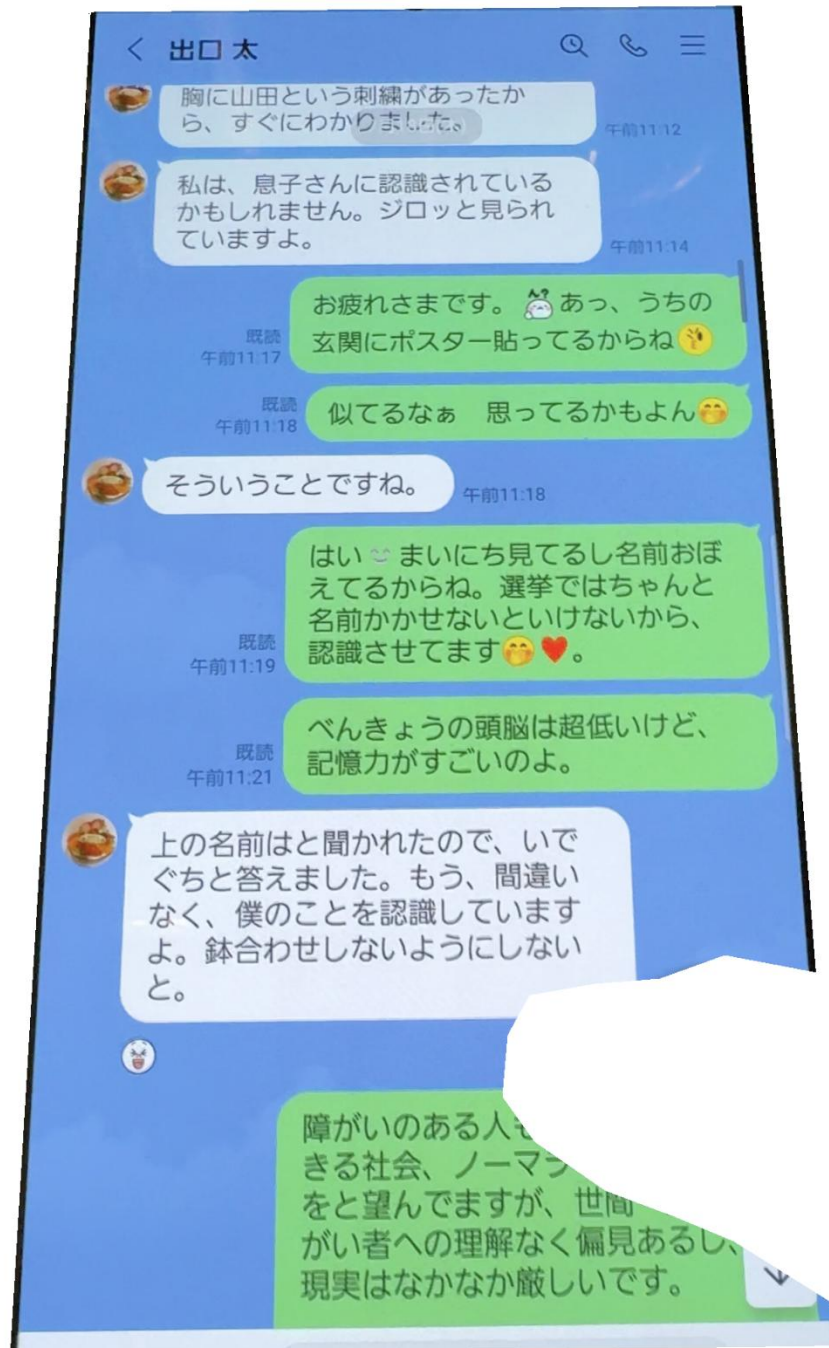 出口 太
胸に山田という刺繍があったか
ら、すぐにわかりました。
午前11:12
私は、息子さんに認識されている
かもしれません。ジロッと見られ
ていますよ。
午前11:14
お疲れさまです。あっ、うちの
玄関にポスター貼ってるからね
既読
午前11:17
似てるなぁ 思ってるかもよん
既読
午前11:18
そういうことですね。
午前11:18
はい まいにち見てるし名前おぼ
えてるからね。選挙ではちゃんと
名前かかせないといけないから、
認識させてます🤭❤️。
既読
午前11:19
べんきょうの頭脳は超低いけど、
記憶力がすごいのよ。
既読
午前11:21
上の名前はと聞かれたので、いで
ぐちと答えました。もう、間違い
なく、僕のことを認識しています
よ。鉢合わせしないようにしない
と。
障がいのある人も
きる社会、ノーマラ
をと望んでますが、世間
がい者への理解なく偏見あるし、
現実はなかなか厳しいです。